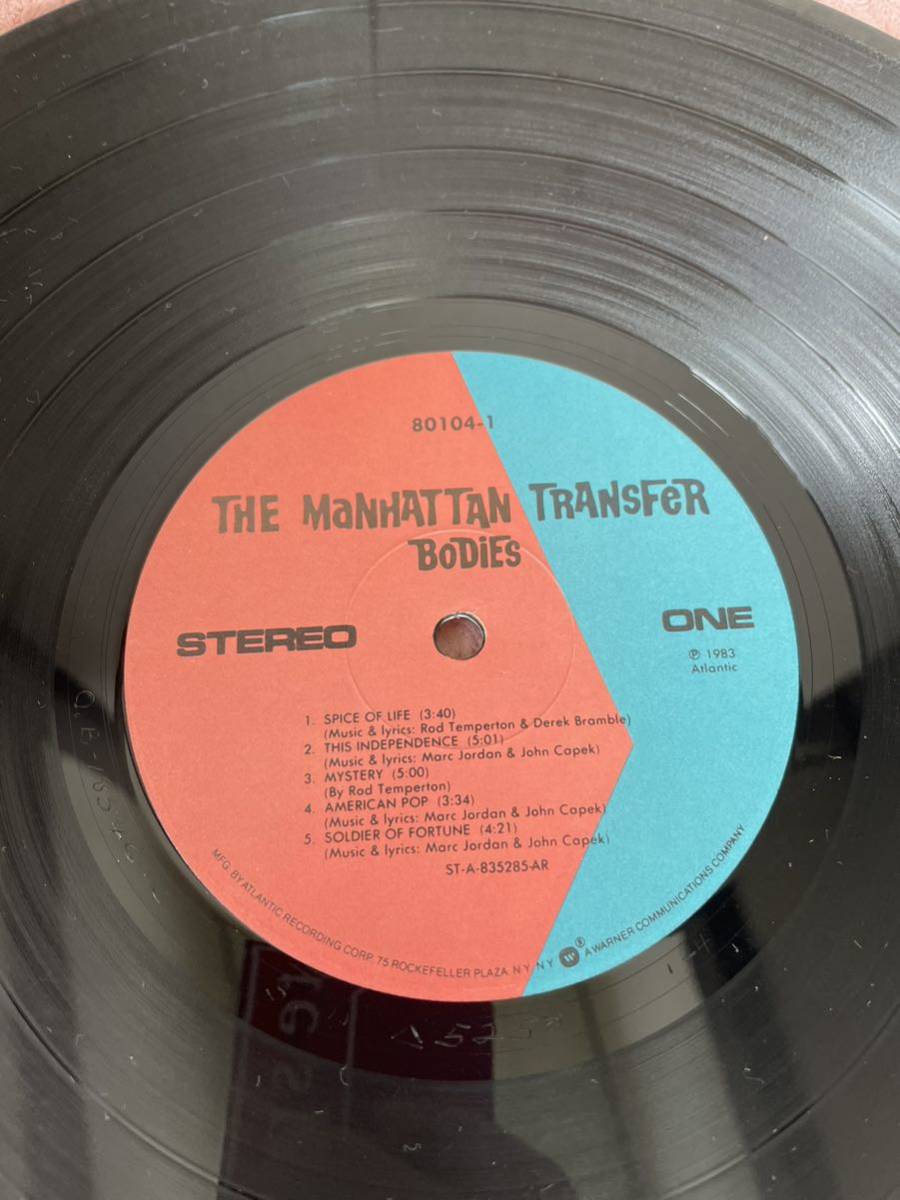 80104-1
THE MaNHATTAN TRANSFeR
BODiES
STEREO
ONE
℗ 1983
Atlantic
1. SPICE OF LIFE (3:40)
(Music & lyrics: Rod Temperton & Derek Bramble)
2. THIS INDEPENDENCE (5:01)
(Music & lyrics: Marc Jordan & John Capek)
3. MYSTERY (5:00)
(By Rod Temperton)
4. AMERICAN POP (3:34)
(Music & lyrics: Marc Jordan & John Capek)
5. SOLDIER OF FORTUNE (4:21)
(Music & lyrics: Marc Jordan & John Capek)
ST-A-835285-AR
MFG. BY ATLANTIC RECORDING CORP. 75 ROCKEFELLER PLAZA. N.Y. N.Y. ® A WARNER COMMUNICATIONS COMPANY